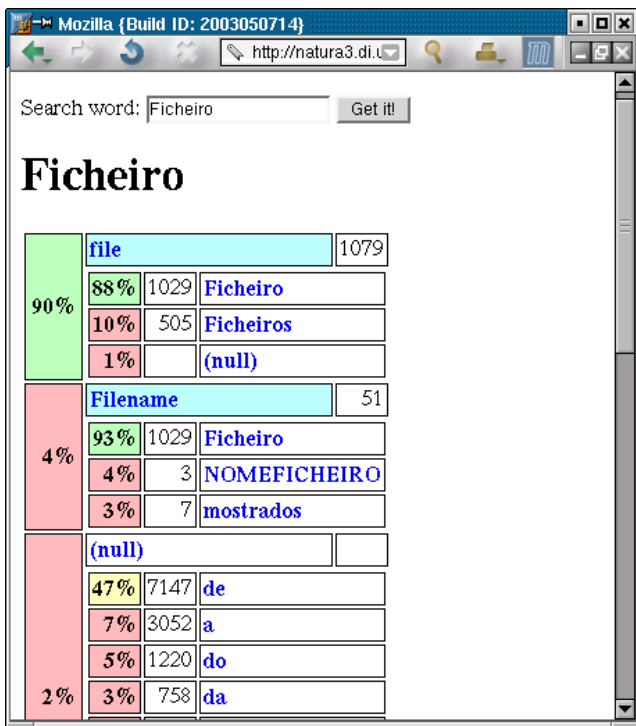 Mozilla {Build ID: 2003050714}
http://natura3.di.u
Search word: Ficheiro Get it!
Ficheiro
90%
file 1079
88% 1029 Ficheiro
10% 505 Ficheiros
1% (null)
4%
Filename 51
93% 1029 Ficheiro
4% 3 NOMEFICHEIRO
3% 7 mostrados
2%
(null)
47% 7147 de
7% 3052 a
5% 1220 do
3% 758 da